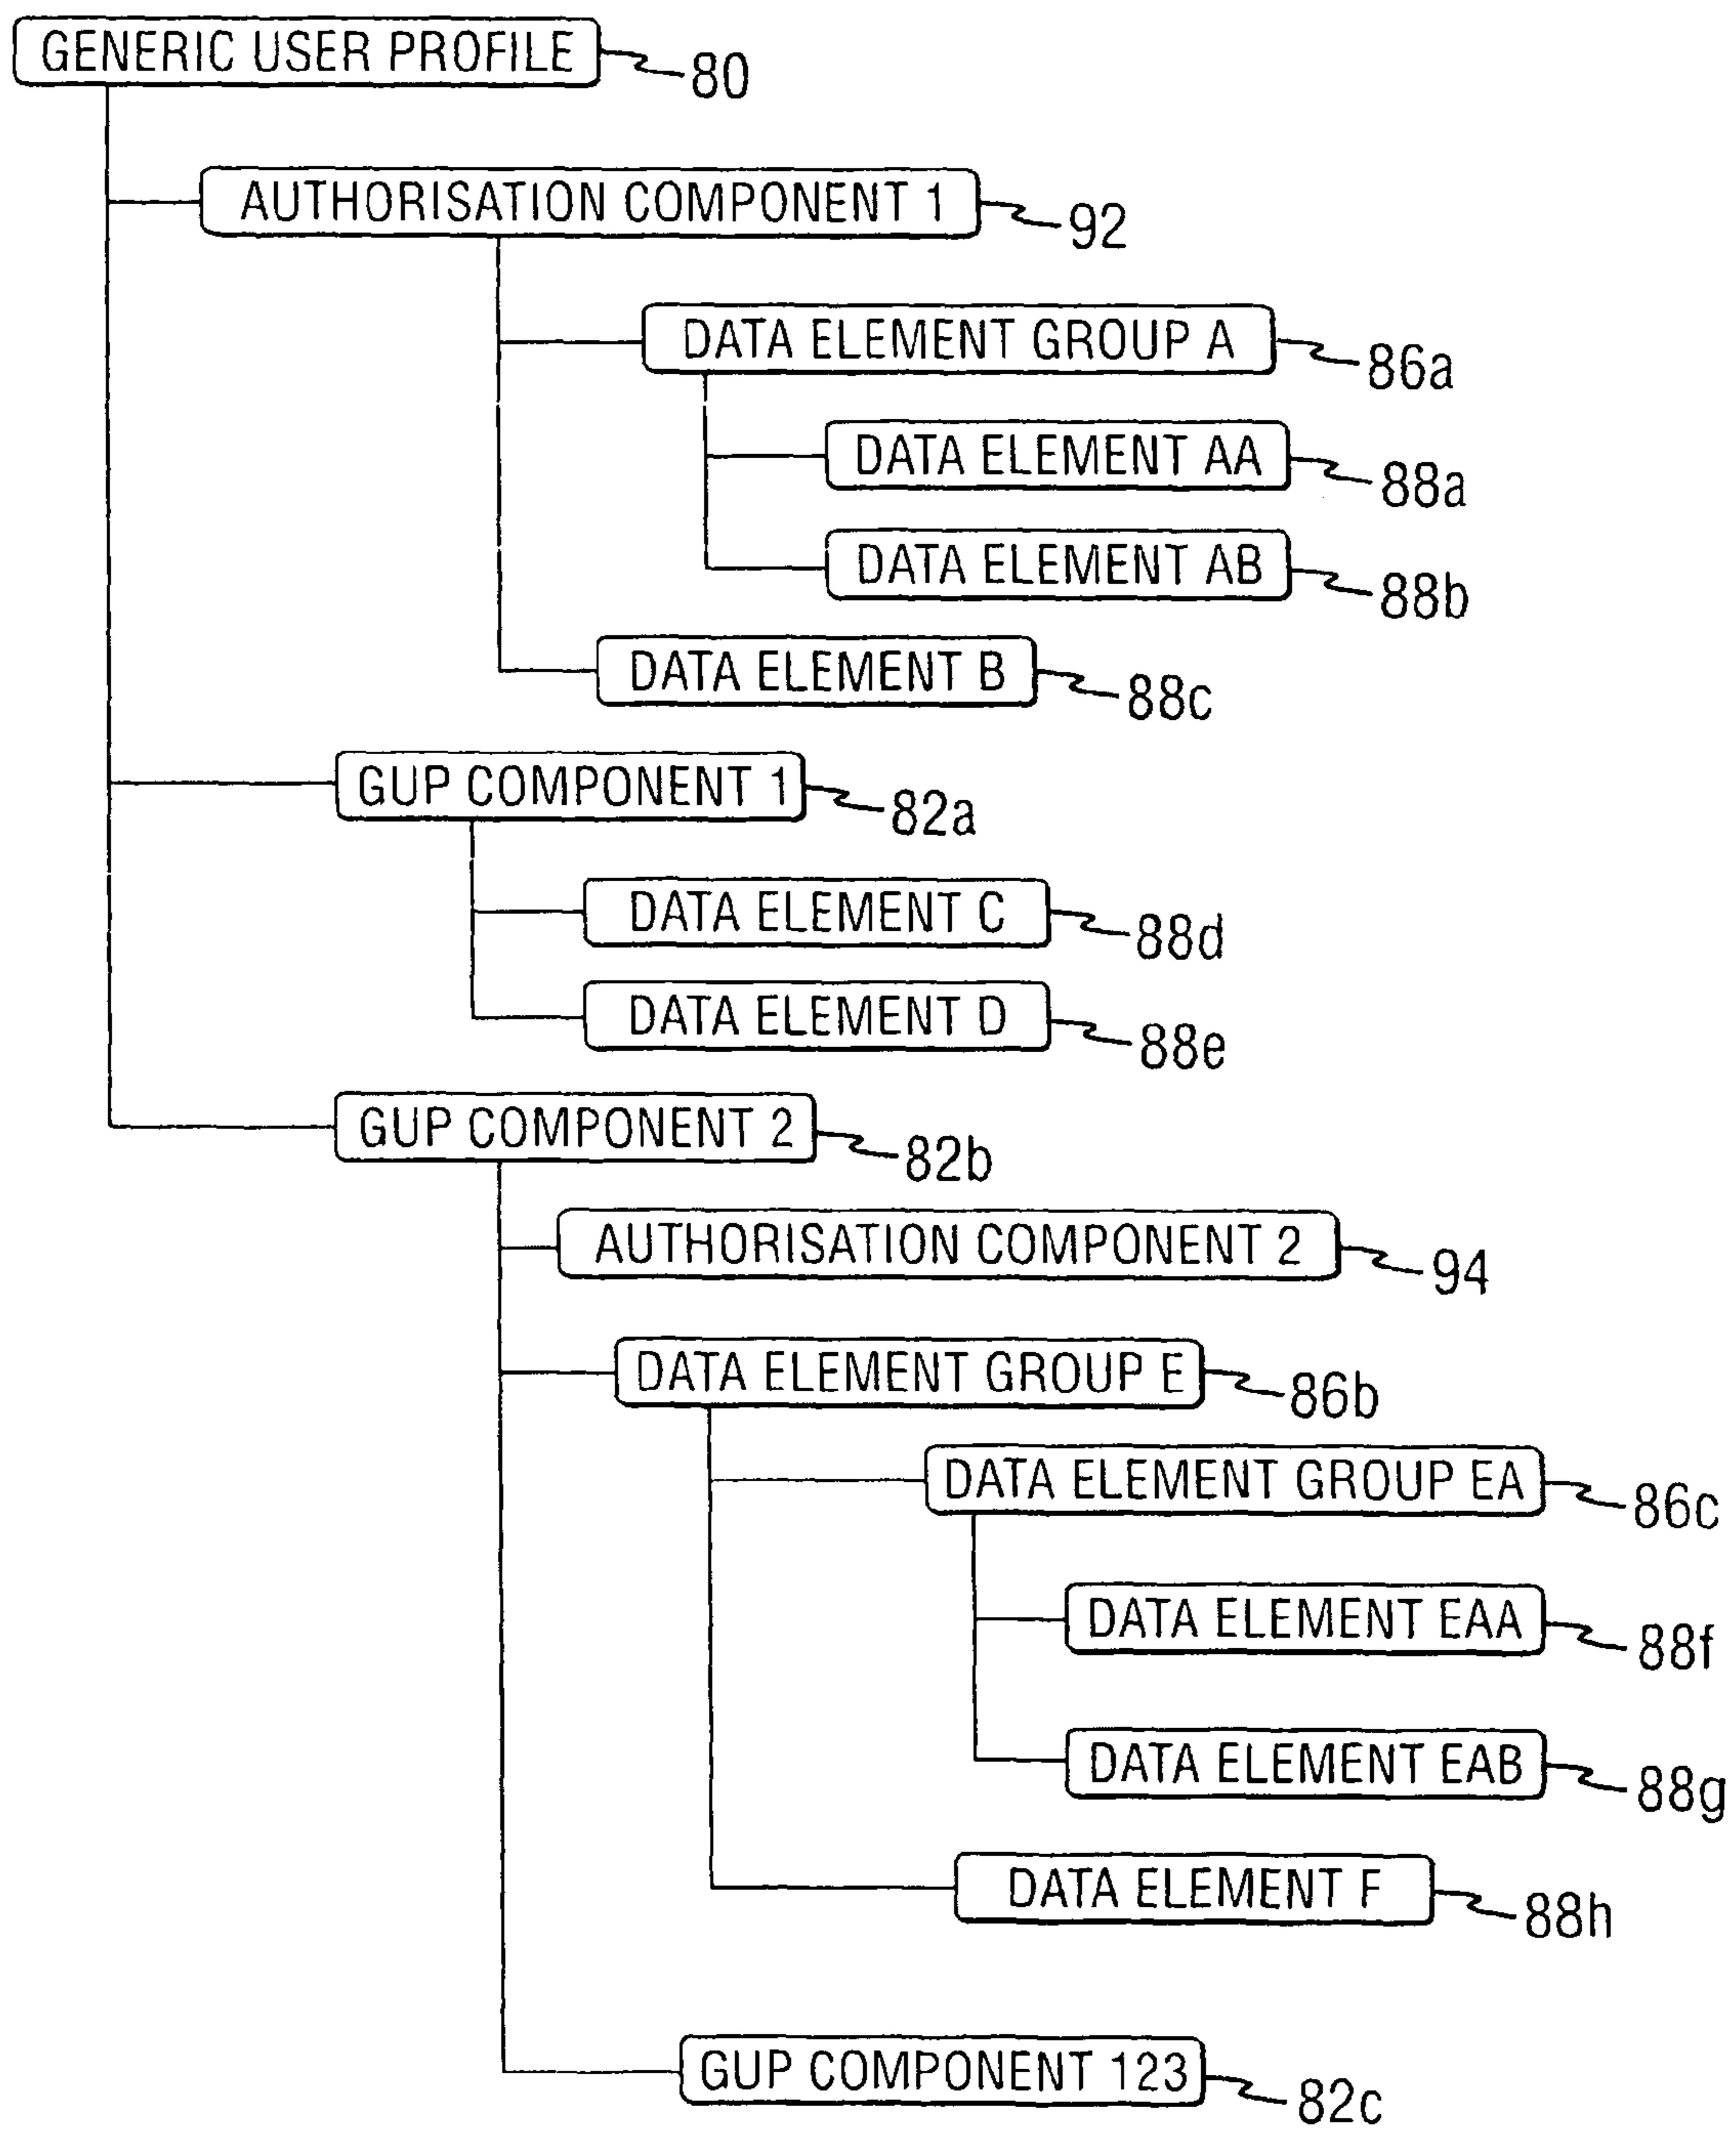 GENERIC USER PROFILE
80
AUTHORISATION COMPONENT 1
92
DATA ELEMENT GROUP A
86a
DATA ELEMENT AA
88a
DATA ELEMENT AB
88b
DATA ELEMENT B
88c
GUP COMPONENT 1
82a
DATA ELEMENT C
88d
DATA ELEMENT D
88e
GUP COMPONENT 2
82b
AUTHORISATION COMPONENT 2
94
DATA ELEMENT GROUP E
86b
DATA ELEMENT GROUP EA
86c
DATA ELEMENT EAA
88f
DATA ELEMENT EAB
88g
DATA ELEMENT F
88h
GUP COMPONENT 123
82c